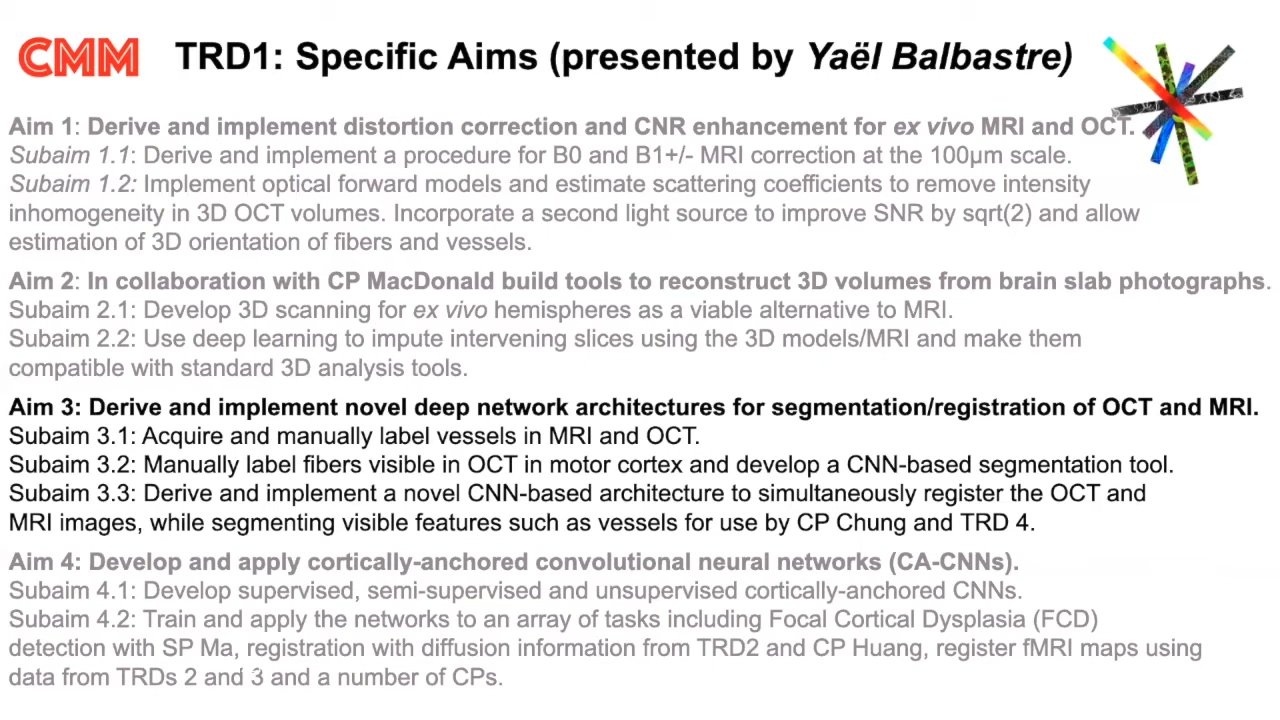 CMM
TRD1: Specific Aims (presented by Yaël Balbastre)
Aim 1: Derive and implement distortion correction and CNR enhancement for ex vivo MRI and OCT.
Subaim 1.1: Derive and implement a procedure for B0 and B1+/- MRI correction at the 100µm scale.
Subaim 1.2: Implement optical forward models and estimate scattering coefficients to remove intensity
inhomogeneity in 3D OCT volumes. Incorporate a second light source to improve SNR by sqrt(2) and allow
estimation of 3D orientation of fibers and vessels.
Aim 2: In collaboration with CP MacDonald build tools to reconstruct 3D volumes from brain slab photographs.
Subaim 2.1: Develop 3D scanning for ex vivo hemispheres as a viable alternative to MRI.
Subaim 2.2: Use deep learning to impute intervening slices using the 3D models/MRI and make them
compatible with standard 3D analysis tools.
Aim 3: Derive and implement novel deep network architectures for segmentation/registration of OCT and MRI.
Subaim 3.1: Acquire and manually label vessels in MRI and OCT.
Subaim 3.2: Manually label fibers visible in OCT in motor cortex and develop a CNN-based segmentation tool.
Subaim 3.3: Derive and implement a novel CNN-based architecture to simultaneously register the OCT and
MRI images, while segmenting visible features such as vessels for use by CP Chung and TRD 4.
Aim 4: Develop and apply cortically-anchored convolutional neural networks (CA-CNNs).
Subaim 4.1: Develop supervised, semi-supervised and unsupervised cortically-anchored CNNs.
Subaim 4.2: Train and apply the networks to an array of tasks including Focal Cortical Dysplasia (FCD)
detection with SP Ma, registration with diffusion information from TRD2 and CP Huang, register fMRI maps using
data from TRDs 2 and 3 and a number of CPs.